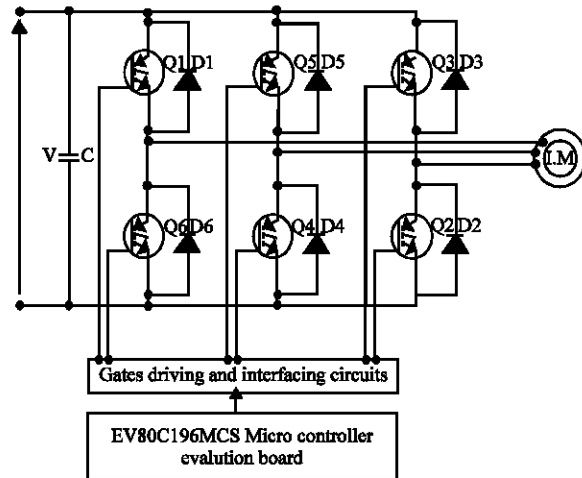 Q1 D1
Q5 D5
Q3 D3
V C
I.M
Q6 D6
Q4 D4
Q2 D2
Gates driving and interfacing circuits
EV80C196MCS Micro controller
evalution board